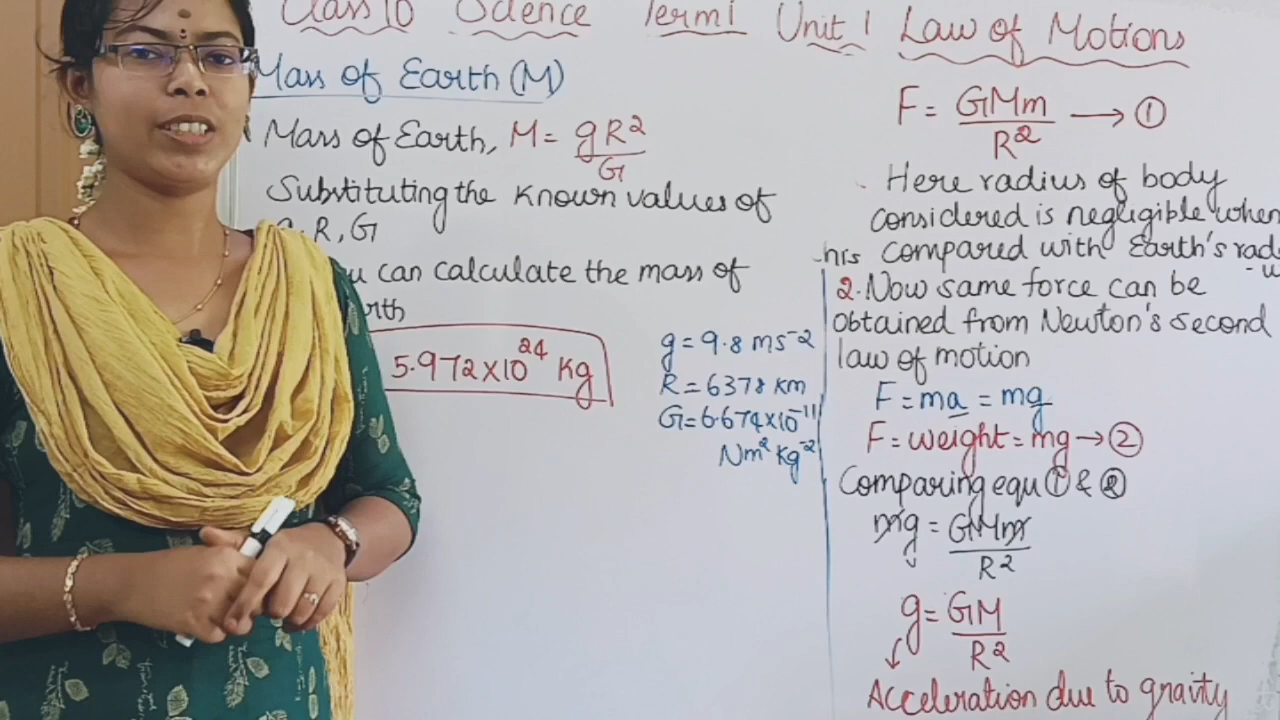 Class 10 Science Term 1 Unit 1 Law of Motions
Mass of Earth (M)
Mass of Earth, M = gR²/G
Substituting the known values of
g, R, G
can calculate the mass of
5.972×10²⁴ kg
g = 9.8 ms⁻²
R = 6378 km
G = 6.674×10⁻¹¹
Nm² kg⁻²
F = GMm/R² → ①
Here radius of body
considered is negligible when
compared with Earth's
2. Now same force can be
obtained from Newton's second
law of motion
F = ma = mg
F = weight = mg → ②
Comparing equ ① & ②
mg = GMm/R²
g = GM/R²
Acceleration due to gravity